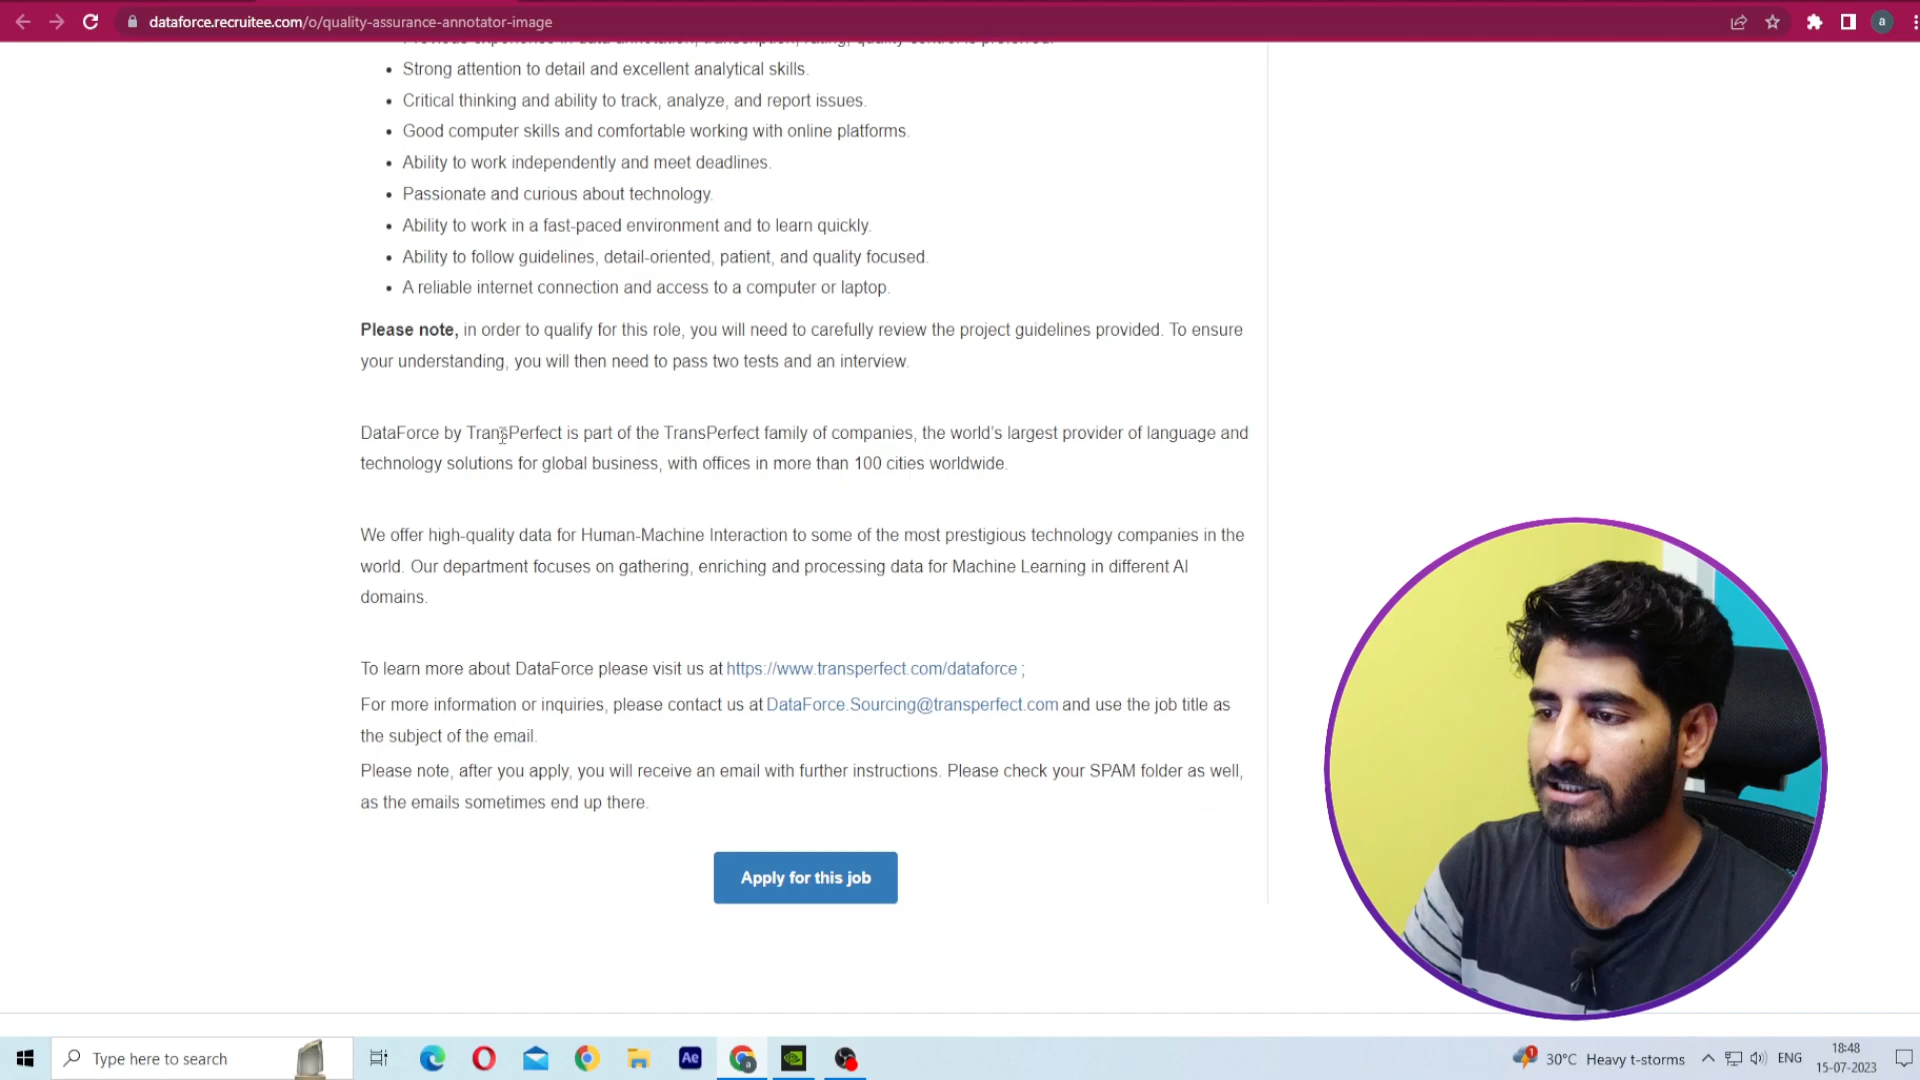 dataforce.recruitee.com/o/quality-assurance-annotator-image
a
Previous experience in data annotation, transcription, rating, quality control is preferred.
• Strong attention to detail and excellent analytical skills.
• Critical thinking and ability to track, analyze, and report issues.
• Good computer skills and comfortable working with online platforms.
• Ability to work independently and meet deadlines.
• Passionate and curious about technology.
• Ability to work in a fast-paced environment and to learn quickly.
• Ability to follow guidelines, detail-oriented, patient, and quality focused.
• A reliable internet connection and access to a computer or laptop.
Please note, in order to qualify for this role, you will need to carefully review the project guidelines provided. To ensure
your understanding, you will then need to pass two tests and an interview.
DataForce by TransPerfect is part of the TransPerfect family of companies, the world's largest provider of language and
technology solutions for global business, with offices in more than 100 cities worldwide.
We offer high-quality data for Human-Machine Interaction to some of the most prestigious technology companies in the
world. Our department focuses on gathering, enriching and processing data for Machine Learning in different AI
domains.
To learn more about DataForce please visit us at https://www.transperfect.com/dataforce ;
For more information or inquiries, please contact us at DataForce.Sourcing@transperfect.com and use the job title as
the subject of the email.
Please note, after you apply, you will receive an email with further instructions. Please check your SPAM folder as well,
as the emails sometimes end up there.
Apply for this job
Type here to search
Ae
a
1
30°C Heavy t-storms
ENG
18:48
15-07-2023